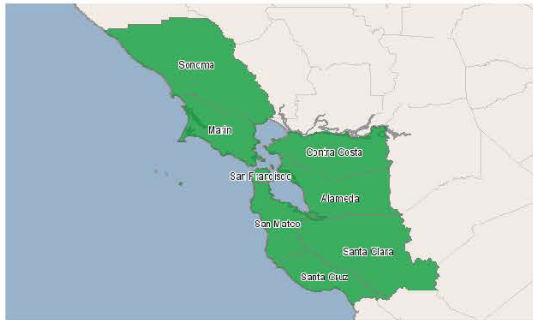 Sonoma
Marin
Contra Costa
San Francisco
Alameda
San Mateo
Santa Clara
Santa Cruz